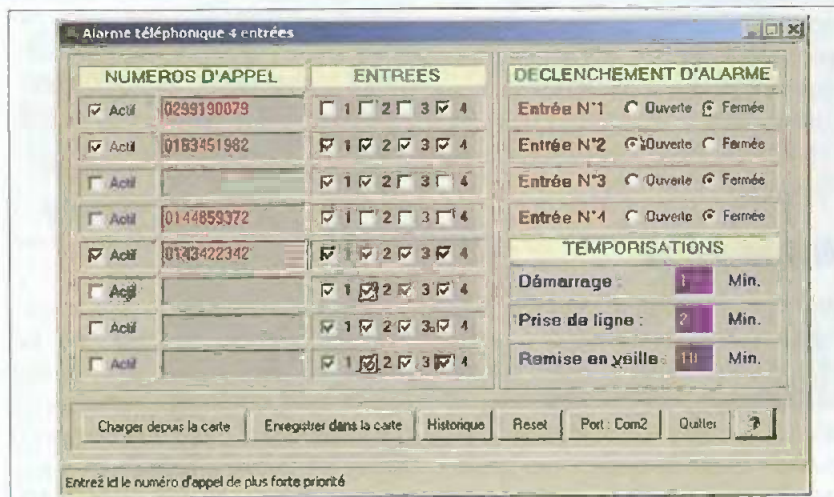 Alarme téléphonique 4 entrées
NUMEROS D'APPEL ENTREES DECLENCHEMENT D'ALARME
Actif 0299190079 1 2 3 4 Entrée N°1 Ouverte Fermée
Actif 0163451982 1 2 3 4 Entrée N°2 Ouverte Fermée
Actif 1 2 3 4 Entrée N°3 Ouverte Fermée
Actif 0144859372 1 2 3 4 Entrée N°4 Ouverte Fermée
Actif 0143422342 1 2 3 4 TEMPORISATIONS
Actif 1 2 3 4 Démarrage : 1 Min.
Actif 1 2 3 4 Prise de ligne : 2 Min.
Actif 1 2 3 4 Remise en veille : 10 Min.
Charger depuis la carte Enregistrer dans la carte Historique Reset Port : Com2 Quitter ?
Entrez ici le numéro d'appel de plus forte priorité